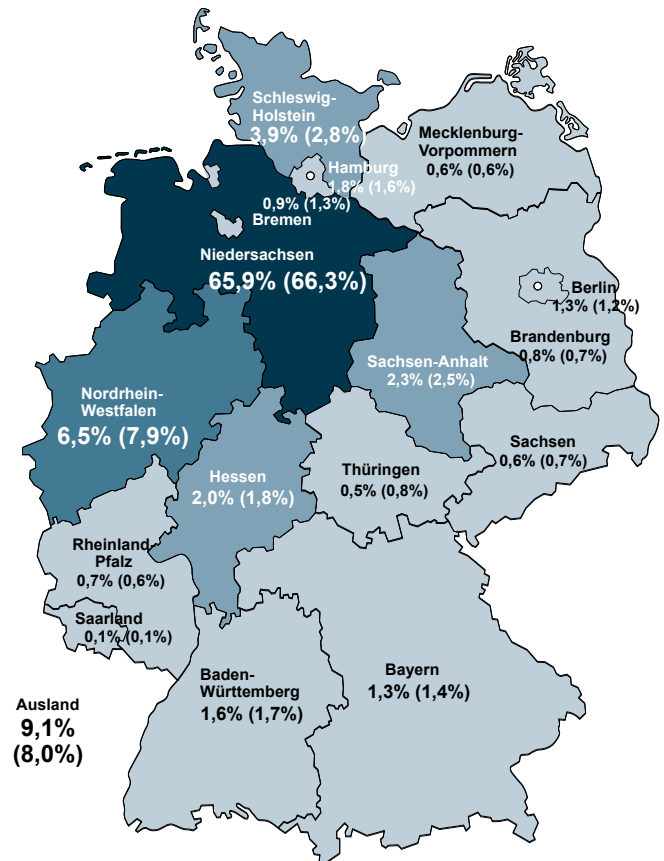 Schleswig-
Holstein
3,9% (2,8%)
Mecklenburg-
Vorpommern
0,6% (0,6%)
Hamburg
1,8% (1,6%)
0,9% (1,3%)
Bremen
Niedersachsen
65,9% (66,3%)
Berlin
1,3% (1,2%)
Brandenburg
0,8% (0,7%)
Sachsen-Anhalt
2,3% (2,5%)
Nordrhein-
Westfalen
6,5% (7,9%)
Sachsen
0,6% (0,7%)
Hessen
2,0% (1,8%)
Thüringen
0,5% (0,8%)
Rheinland
Pfalz
0,7% (0,6%)
Saarland
0,1% (0,1%)
Baden-
Württemberg
1,6% (1,7%)
Bayern
1,3% (1,4%)
Ausland
9,1%
(8,0%)